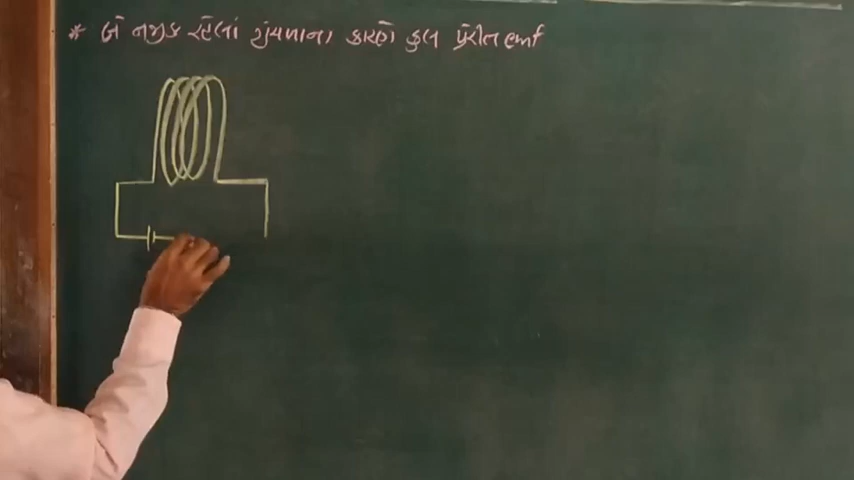 * બે નજીક રહેલાં ગુંચળાના કારણે કુલ પ્રેરીત emf